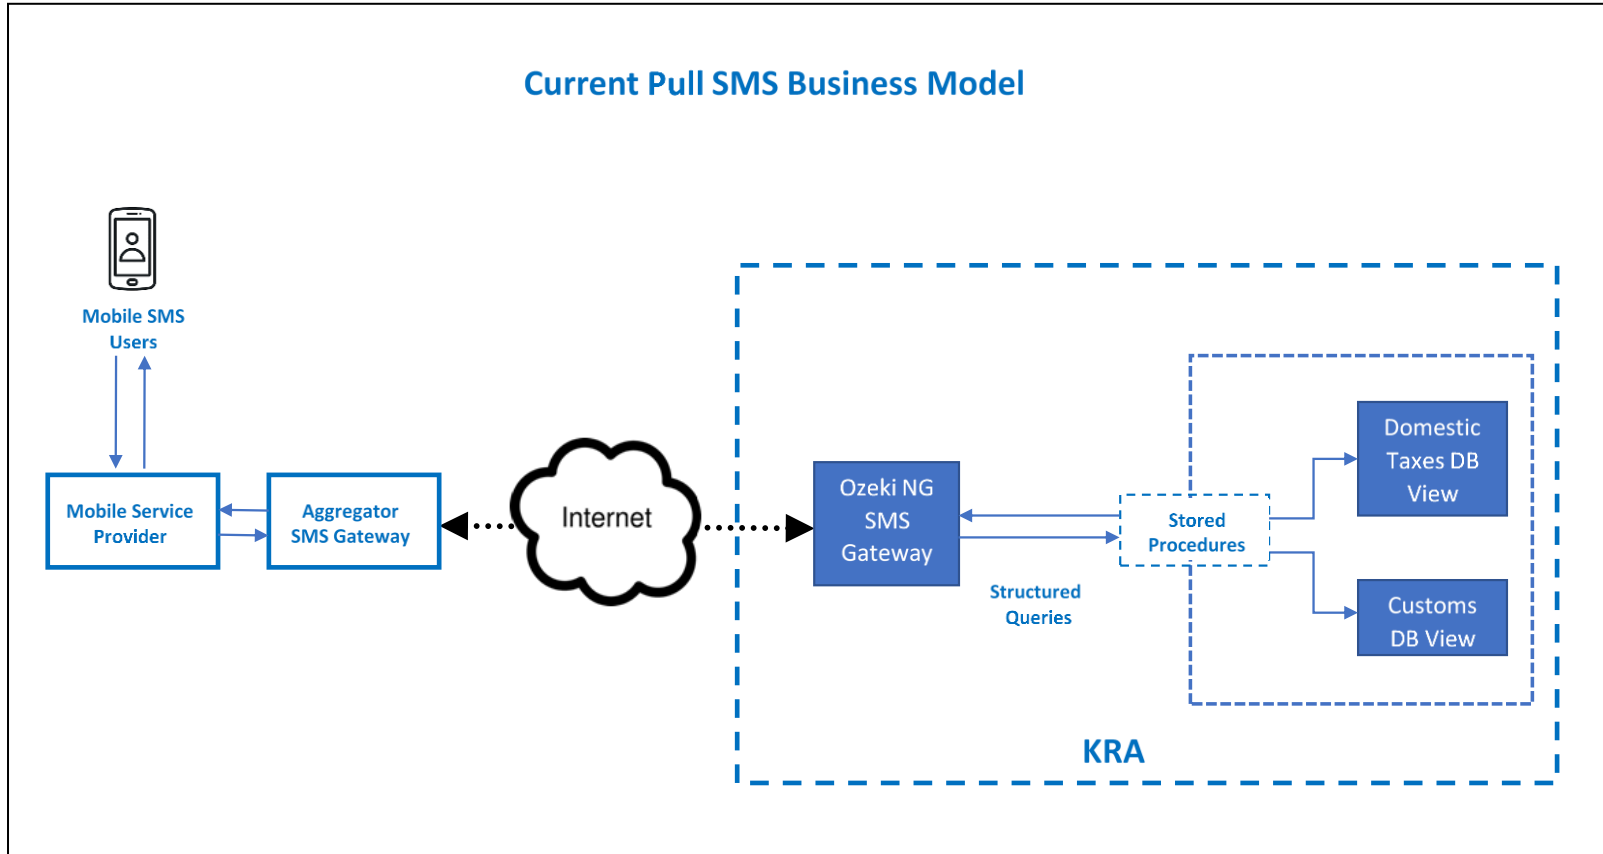 Current Pull SMS Business Model
Mobile SMS
Users
Mobile Service
Provider
Aggregator
SMS Gateway
Internet
Ozeki NG
SMS
Gateway
Structured
Queries
Stored
Procedures
Domestic
Taxes DB
View
Customs
DB View
KRA